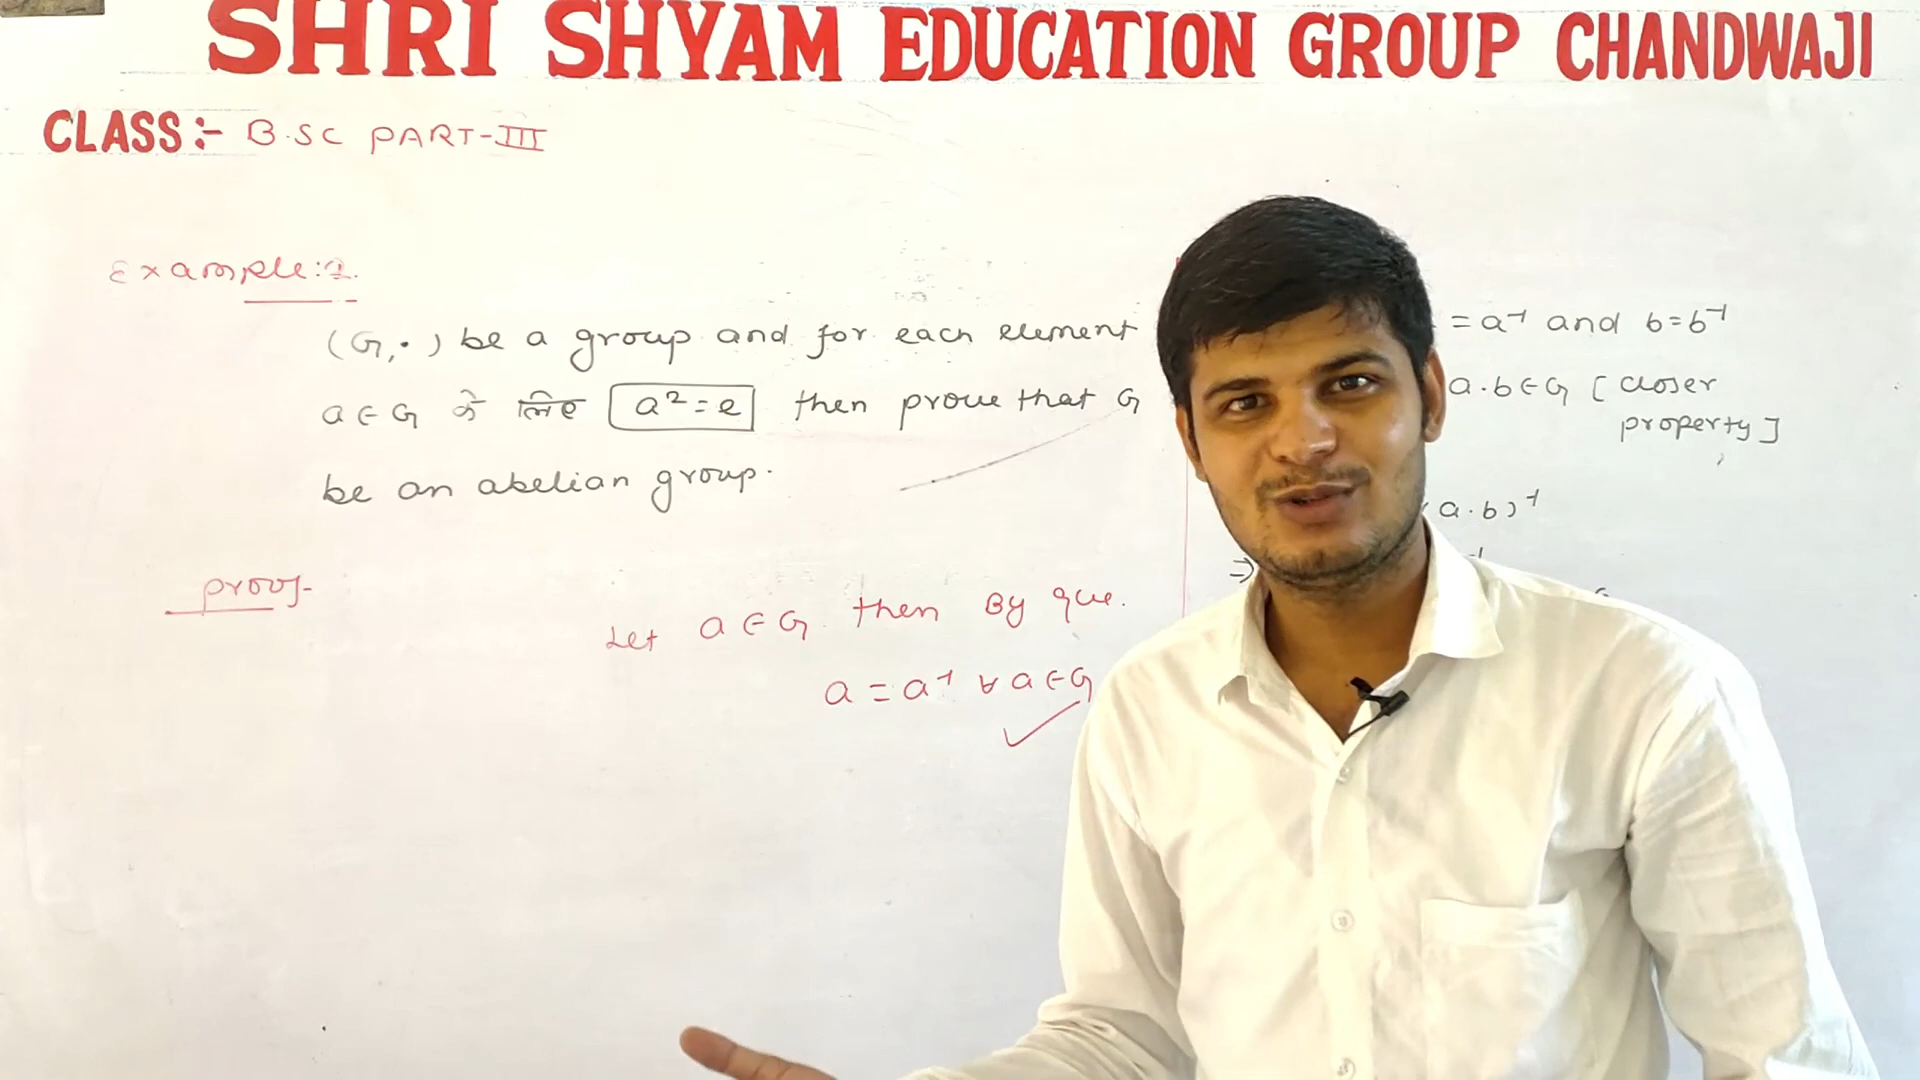 SHRI SHYAM EDUCATION GROUP CHANDWAJI
CLASS:- B.SC PART-III
Example:2.
(G,·) be a group and for each element
a∈G के लिए a²=e then prove that G
be an abelian group.
proof-
Let a∈G then By que.
a = a⁻¹ ∀ a∈G
= a⁻¹ and b=b⁻¹
a.b∈G [closer
property]
(a.b)⁻¹
⇒